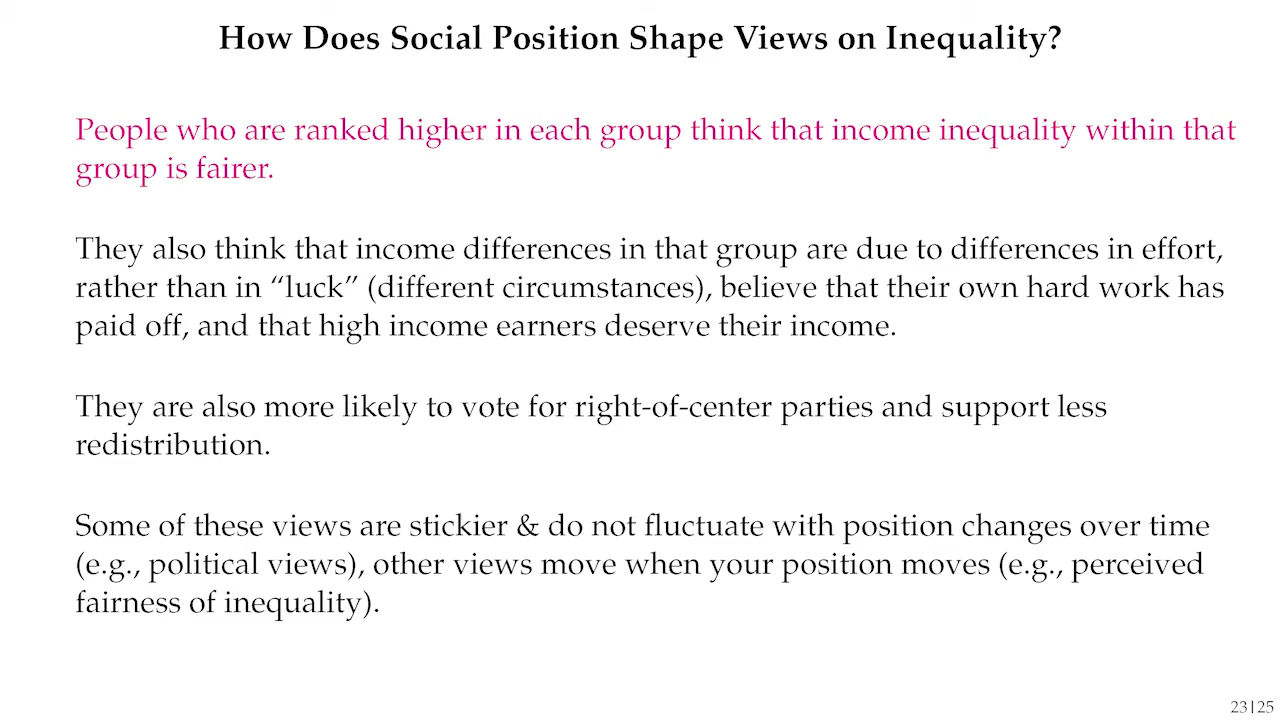 How Does Social Position Shape Views on Inequality?
People who are ranked higher in each group think that income inequality within that
group is fairer.
They also think that income differences in that group are due to differences in effort,
rather than in “luck” (different circumstances), believe that their own hard work has
paid off, and that high income earners deserve their income.
They are also more likely to vote for right-of-center parties and support less
redistribution.
Some of these views are stickier & do not fluctuate with position changes over time
(e.g., political views), other views move when your position moves (e.g., perceived
fairness of inequality).
23|25